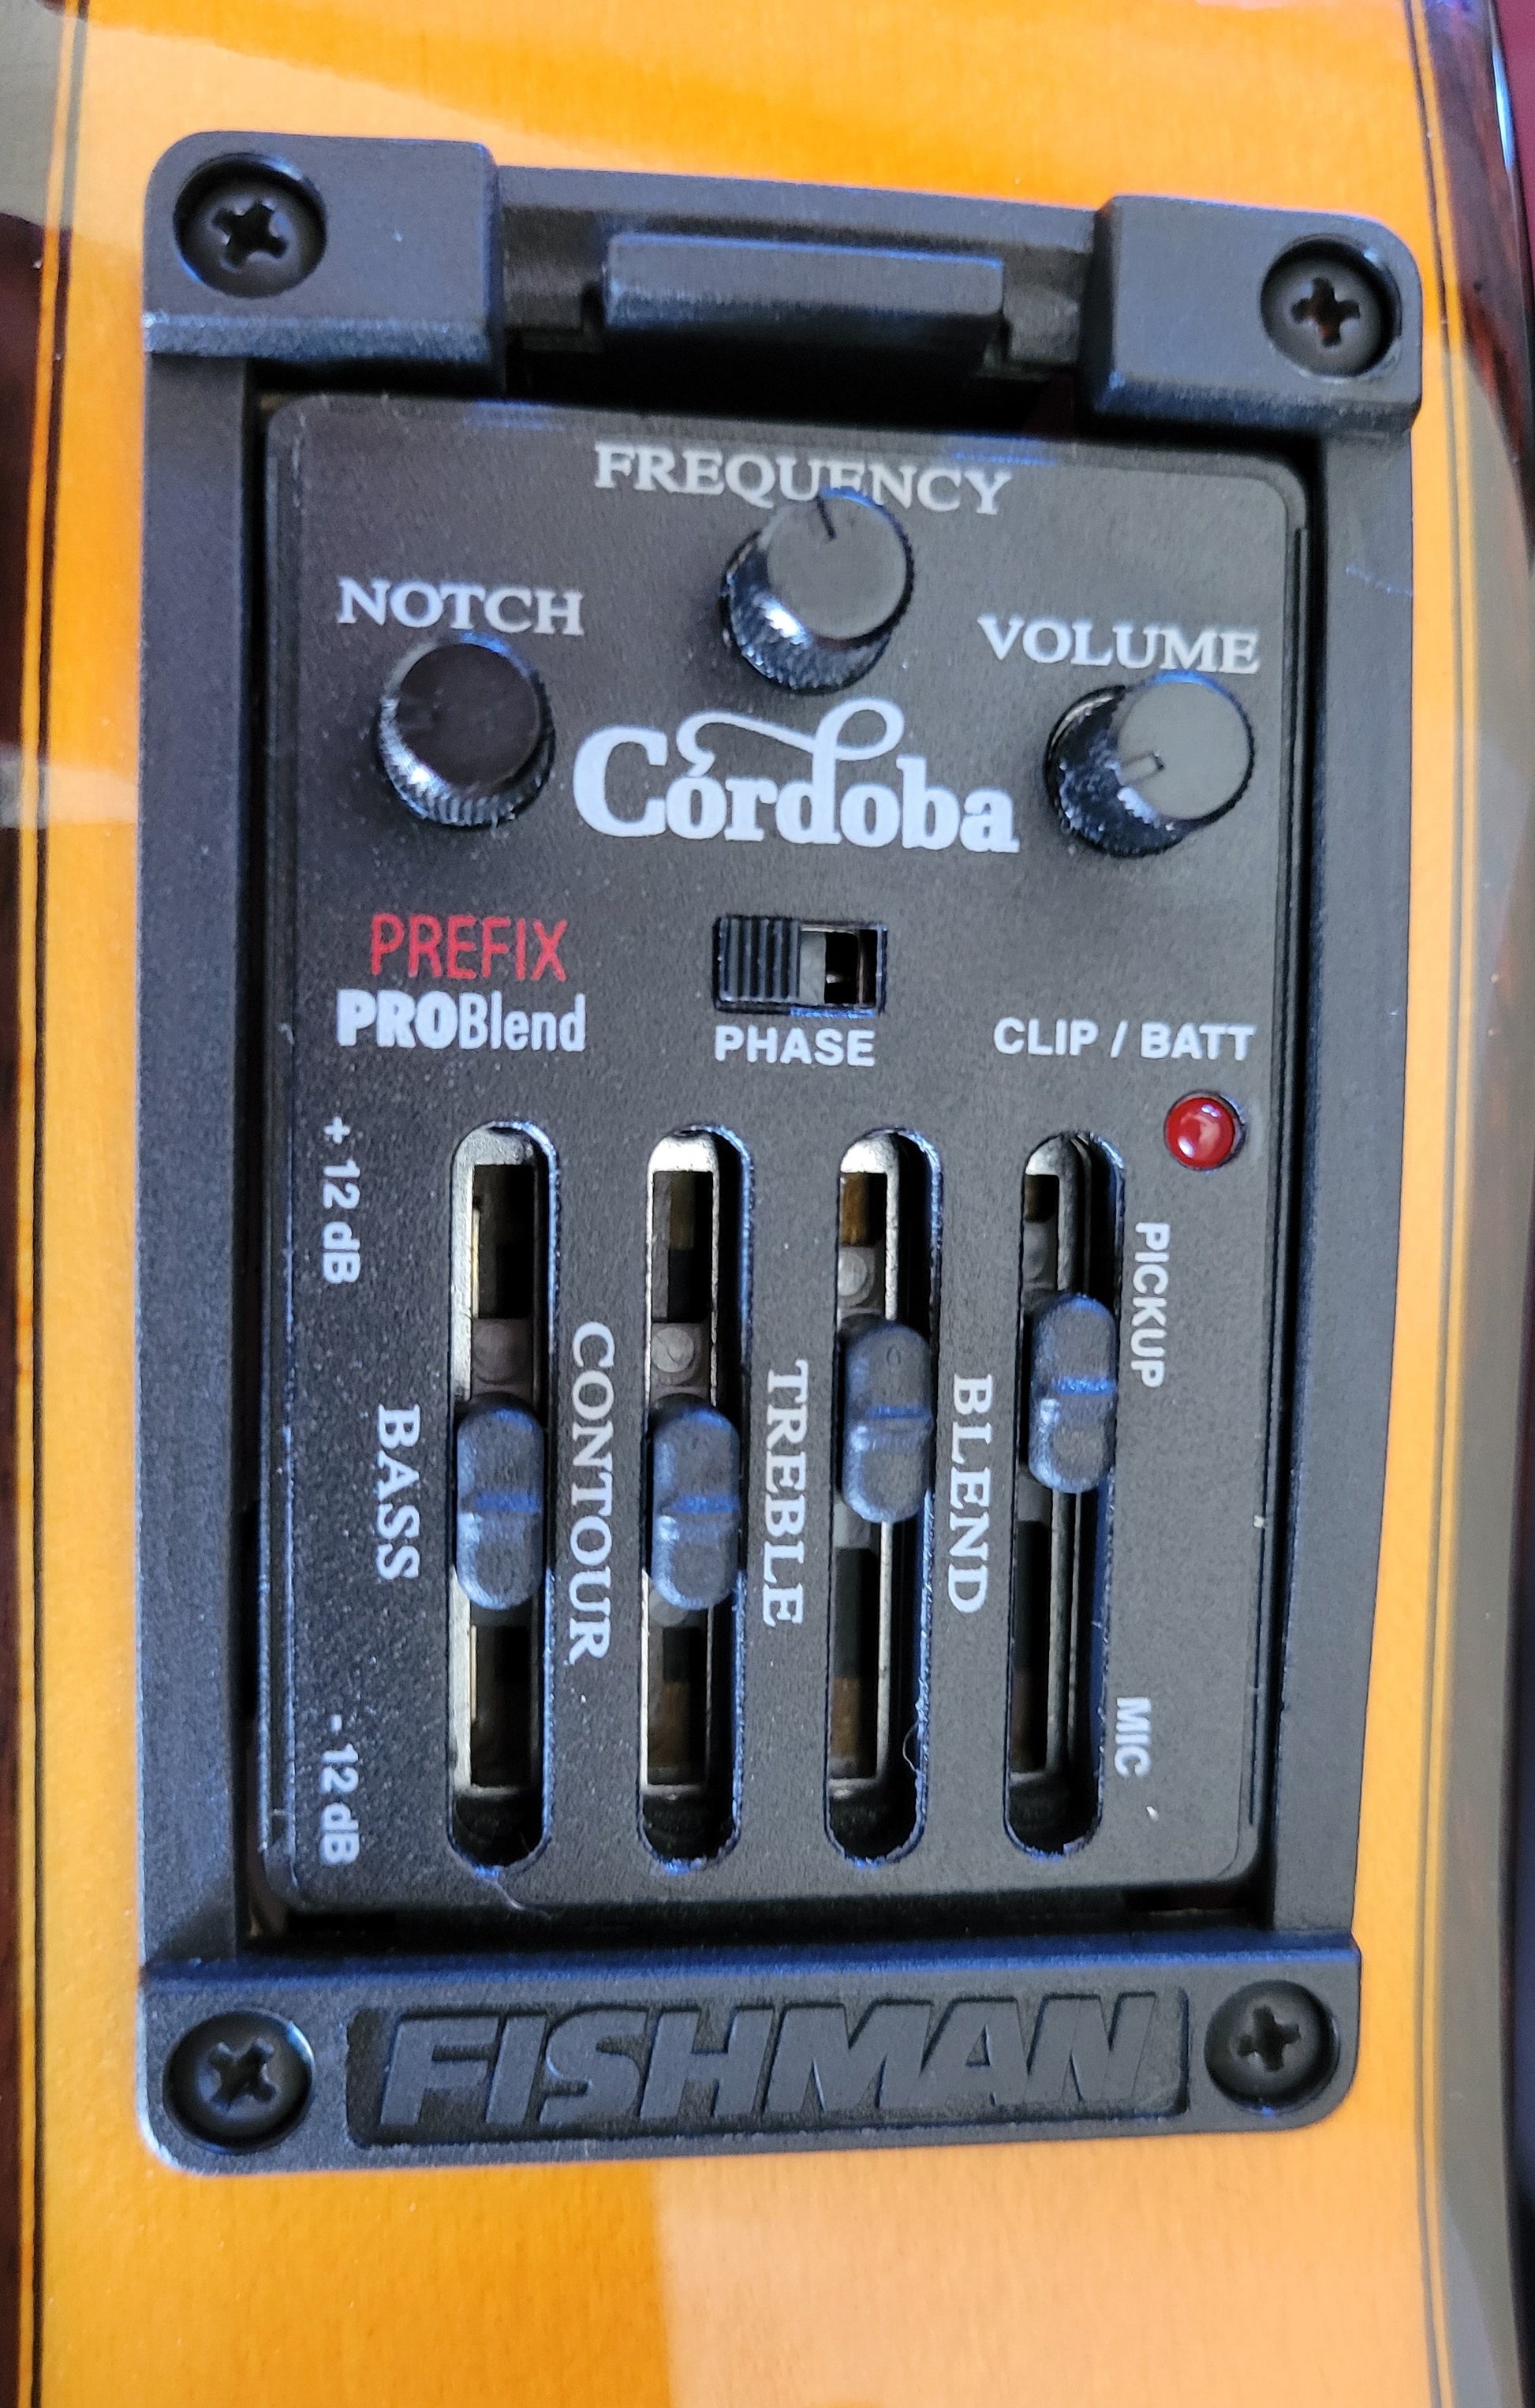 FREQUENCY
NOTCH
VOLUME
Córdoba
PREFIX
PROBlend
PHASE
CLIP / BATT
+ 12 dB
- 12 dB
BASS
CONTOUR
TREBLE
BLEND
PICKUP
MIC
FISHMAN